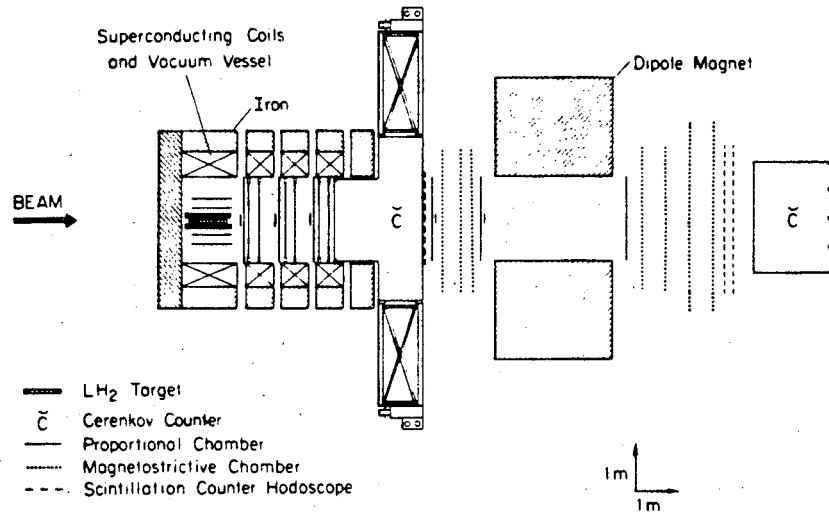 Superconducting Coils
and Vacuum Vessel
Iron
Dipole Magnet
BEAM
Č
Č
LH₂ Target
Č Cerenkov Counter
Proportional Chamber
Magnetostrictive Chamber
Scintillation Counter Hodoscope
1m
1m